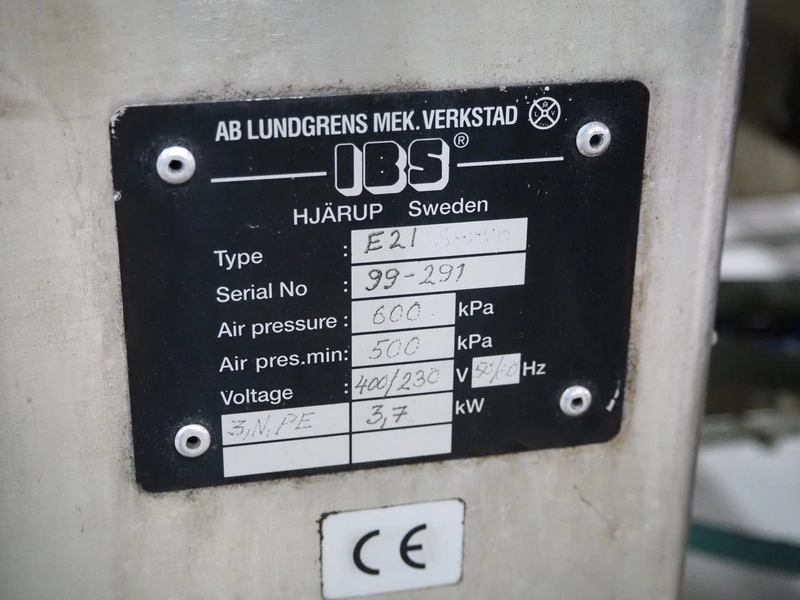 AB LUNDGRENS MEK. VERKSTAD
IBS®
HJÄRUP Sweden
Type : E21
Serial No : 99-291
Air pressure : 600 kPa
Air pres.min: 500 kPa
Voltage : 400/230 V 50/60 Hz
3,N,PE 3,7 kW
CE